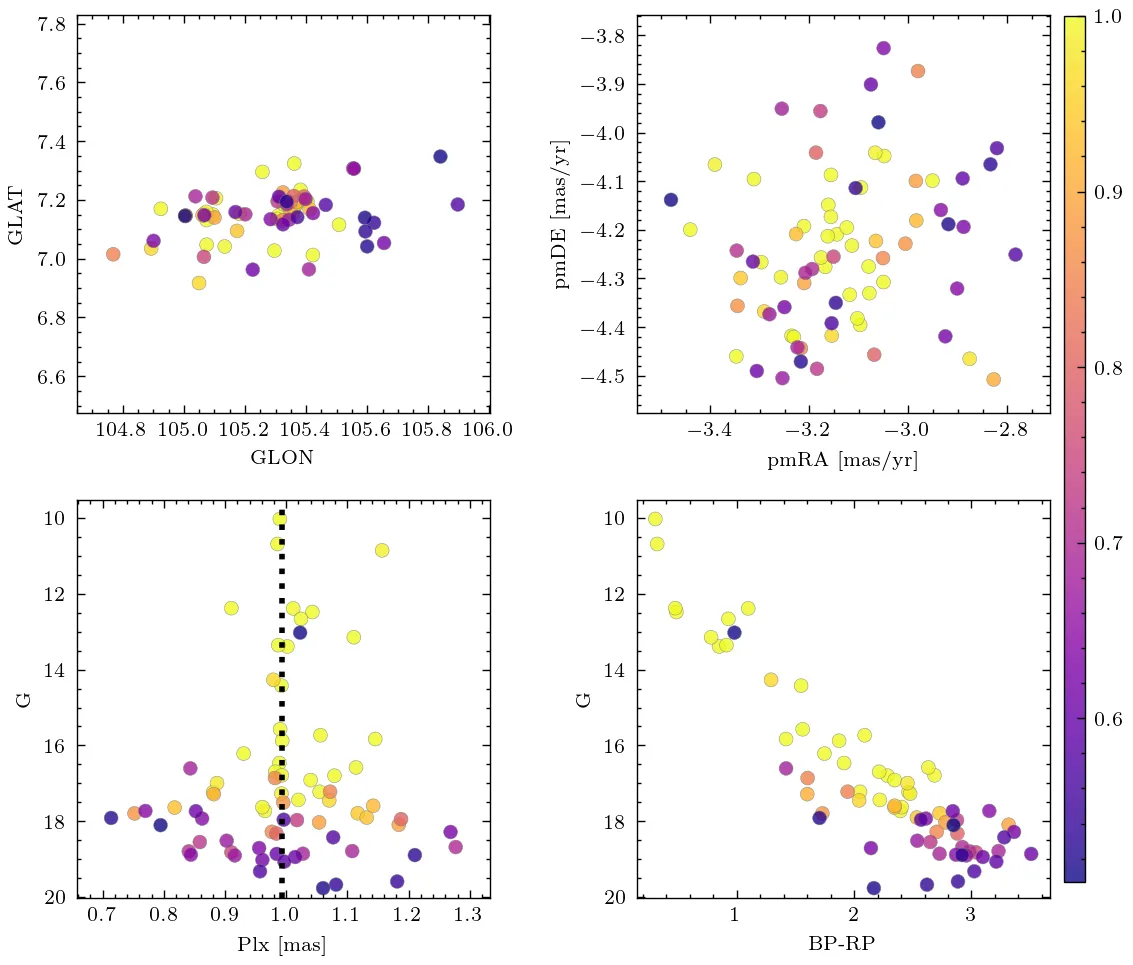 7.8
7.6
7.4
7.2
7.0
6.8
6.6
GLAT
104.8 105.0 105.2 105.4 105.6 105.8 106.0
GLON
−3.8
−3.9
−4.0
−4.1
−4.2
−4.3
−4.4
−4.5
pmDE [mas/yr]
−3.4 −3.2 −3.0 −2.8
pmRA [mas/yr]
1.0
0.9
0.8
0.7
0.6
10
12
14
16
18
20
G
0.7 0.8 0.9 1.0 1.1 1.2 1.3
Plx [mas]
10
12
14
16
18
20
G
1 2 3
BP-RP